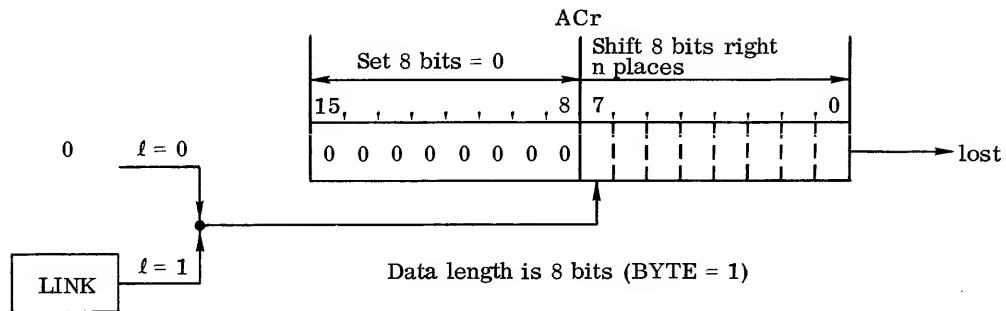 ACr
Set 8 bits = 0
Shift 8 bits right
n places
15 8 7 0
0 ℓ = 0 0 0 0 0 0 0 0 0 lost
LINK ℓ = 1 Data length is 8 bits (BYTE = 1)